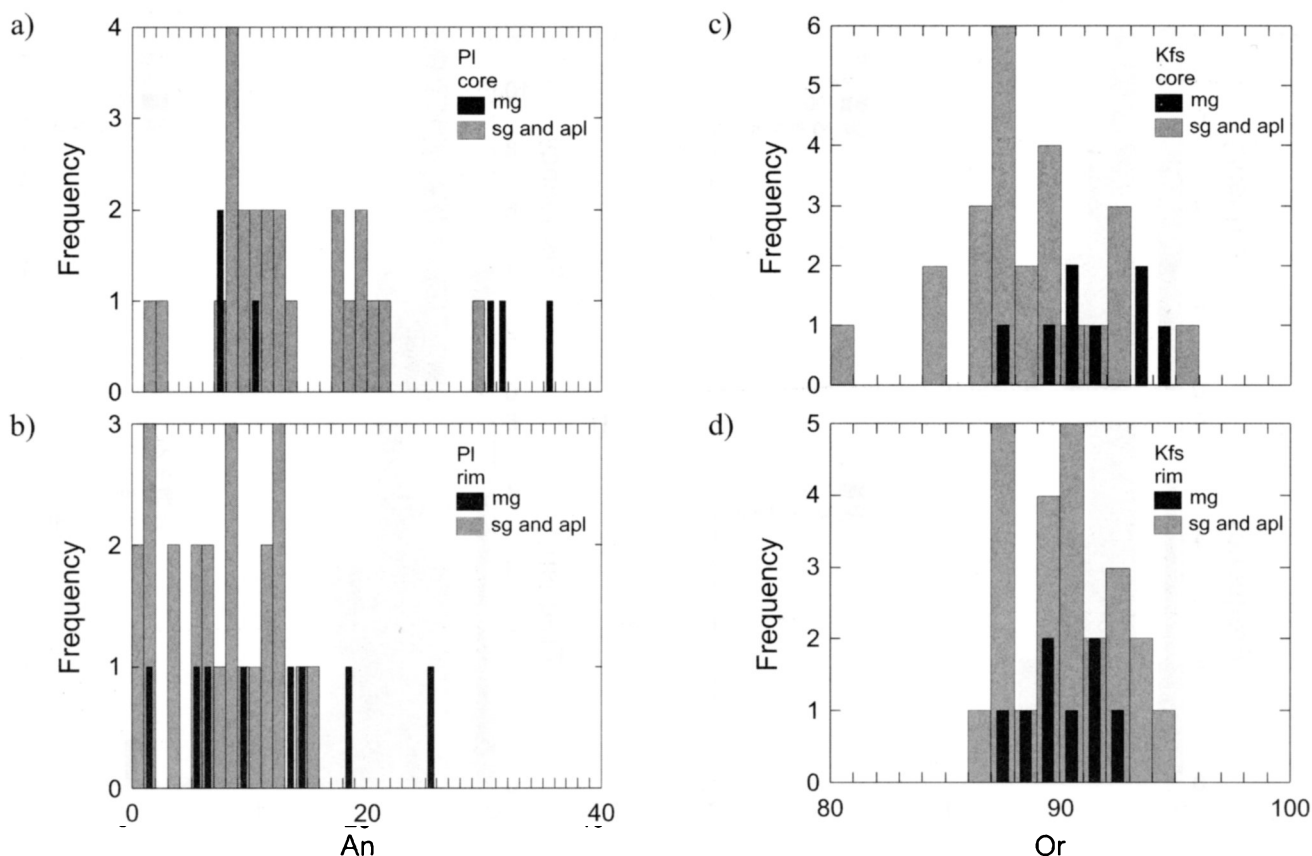 a)
4
3
2
1
0
Frequency
Pl
core
mg
sg and apl
0
20
40
b)
3
2
1
0
Frequency
Pl
rim
mg
sg and apl
0
20
40
An
c)
6
5
4
3
2
1
0
Frequency
Kfs
core
mg
sg and apl
d)
5
4
3
2
1
0
Frequency
Kfs
rim
mg
sg and apl
80
90
100
Or